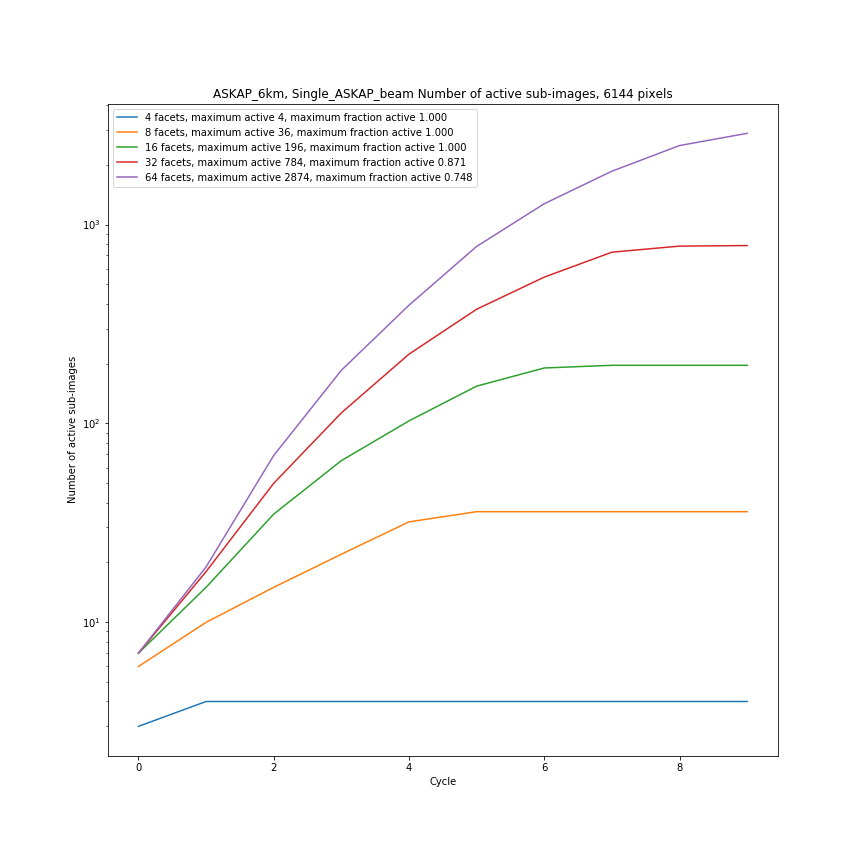 ASKAP_6km, Single_ASKAP_beam Number of active sub-images, 6144 pixels
4 facets, maximum active 4, maximum fraction active 1.000
8 facets, maximum active 36, maximum fraction active 1.000
16 facets, maximum active 196, maximum fraction active 1.000
32 facets, maximum active 784, maximum fraction active 0.871
64 facets, maximum active 2874, maximum fraction active 0.748
10³
10²
10¹
Number of active sub-images
0 2 4 6 8
Cycle